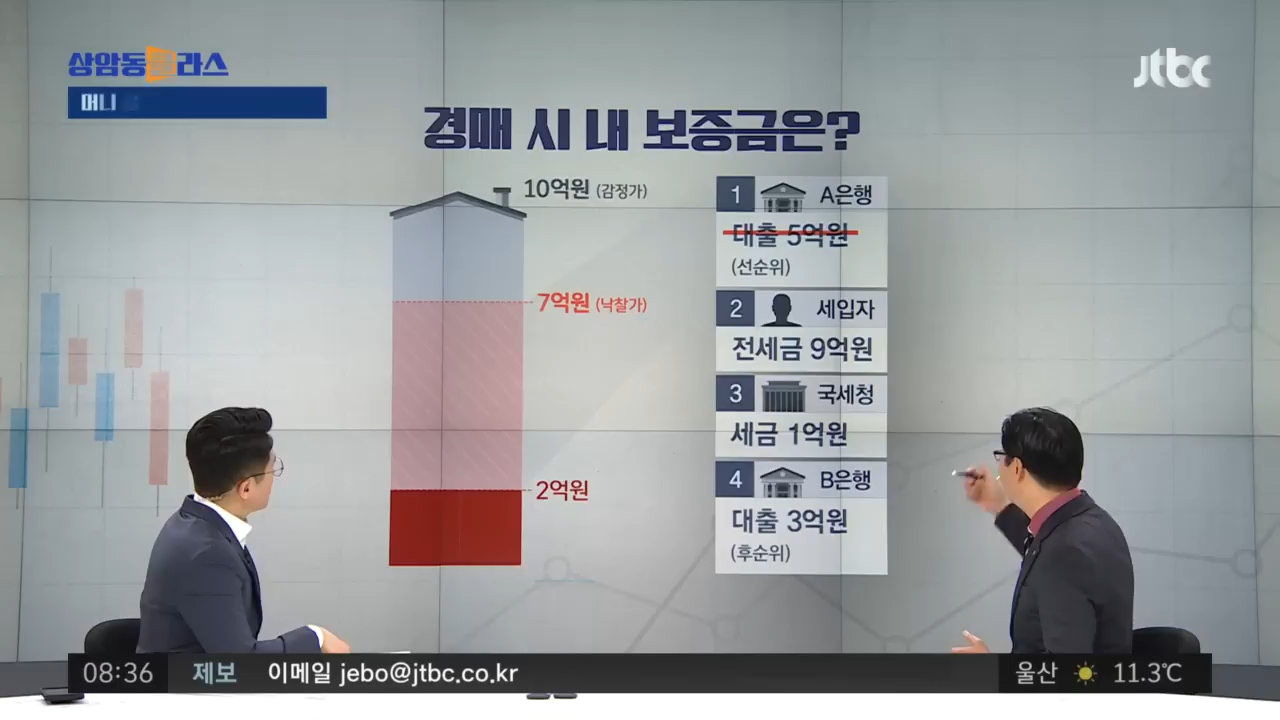 상암동클라스
jtbc
머니
경매 시 내 보증금은?
10억원 (감정가)
7억원 (낙찰가)
2억원
1 A은행
대출 5억원
(선순위)
2 세입자
전세금 9억원
3 국세청
세금 1억원
4 B은행
대출 3억원
(후순위)
08:36 제보 이메일 jebo@jtbc.co.kr 울산 11.3℃